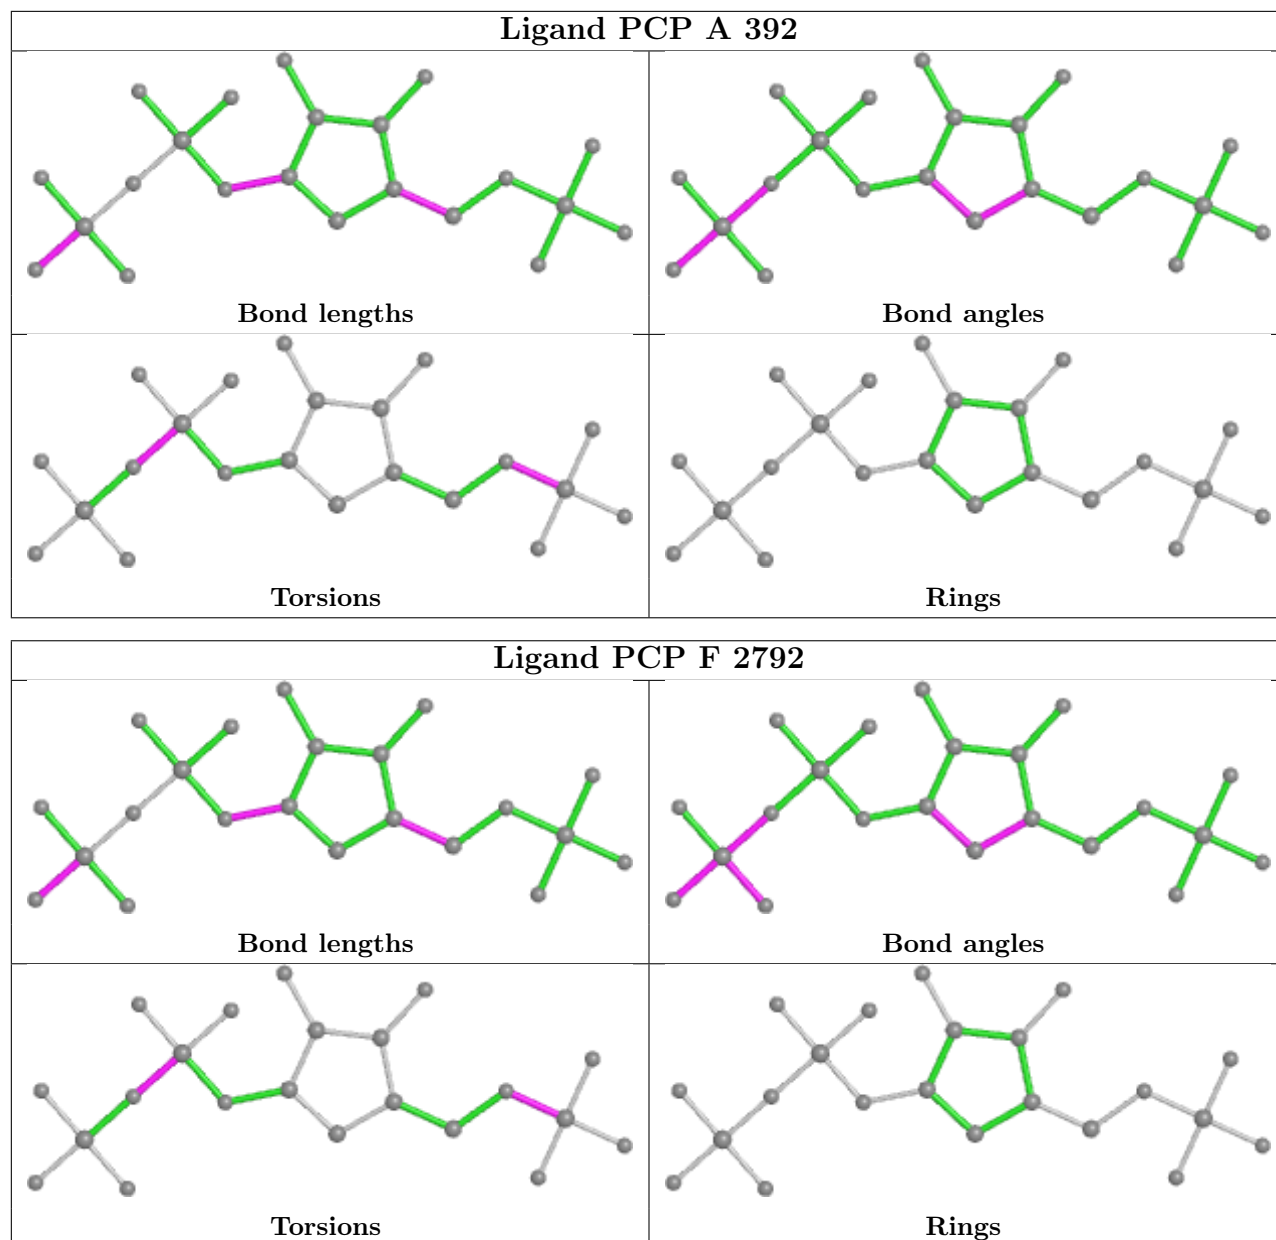 Ligand PCP A 392
Bond lengths
Bond angles
Torsions
Rings
Ligand PCP F 2792
Bond lengths
Bond angles
Torsions
Rings